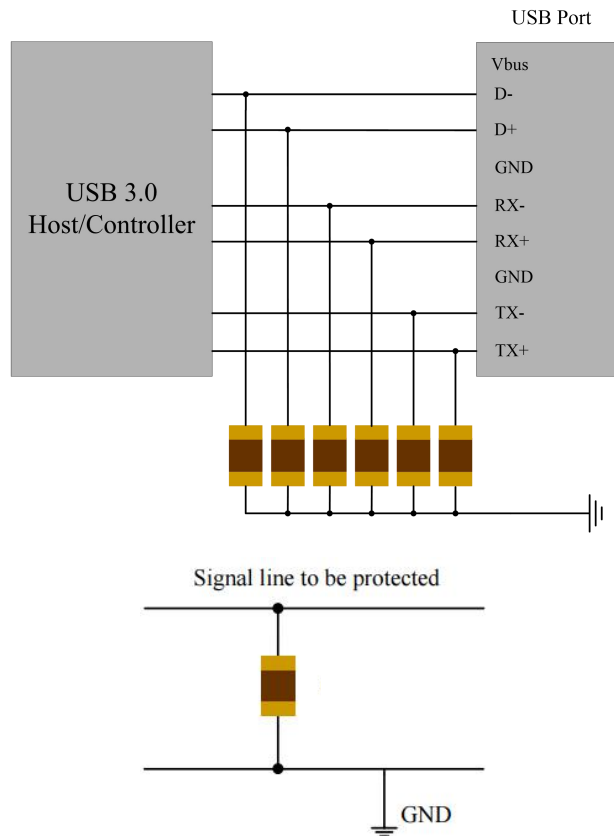 USB Port
Vbus
D-
D+
GND
USB 3.0
Host/Controller
RX-
RX+
GND
TX-
TX+
Signal line to be protected
GND